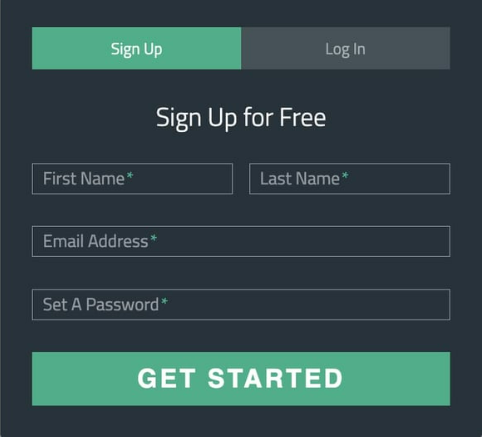 Sign Up Log In
Sign Up for Free
First Name* Last Name*
Email Address*
Set A Password*
GET STARTED